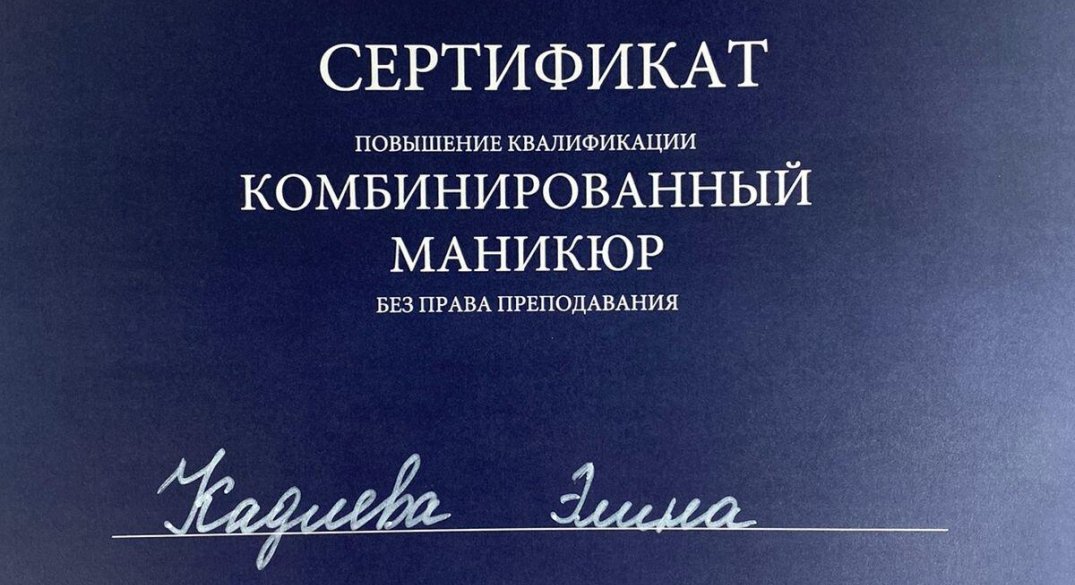 СЕРТИФИКАТ
ПОВЫШЕНИЕ КВАЛИФИКАЦИИ
КОМБИНИРОВАННЫЙ
МАНИКЮР
БЕЗ ПРАВА ПРЕПОДАВАНИЯ
Кадиева Элина